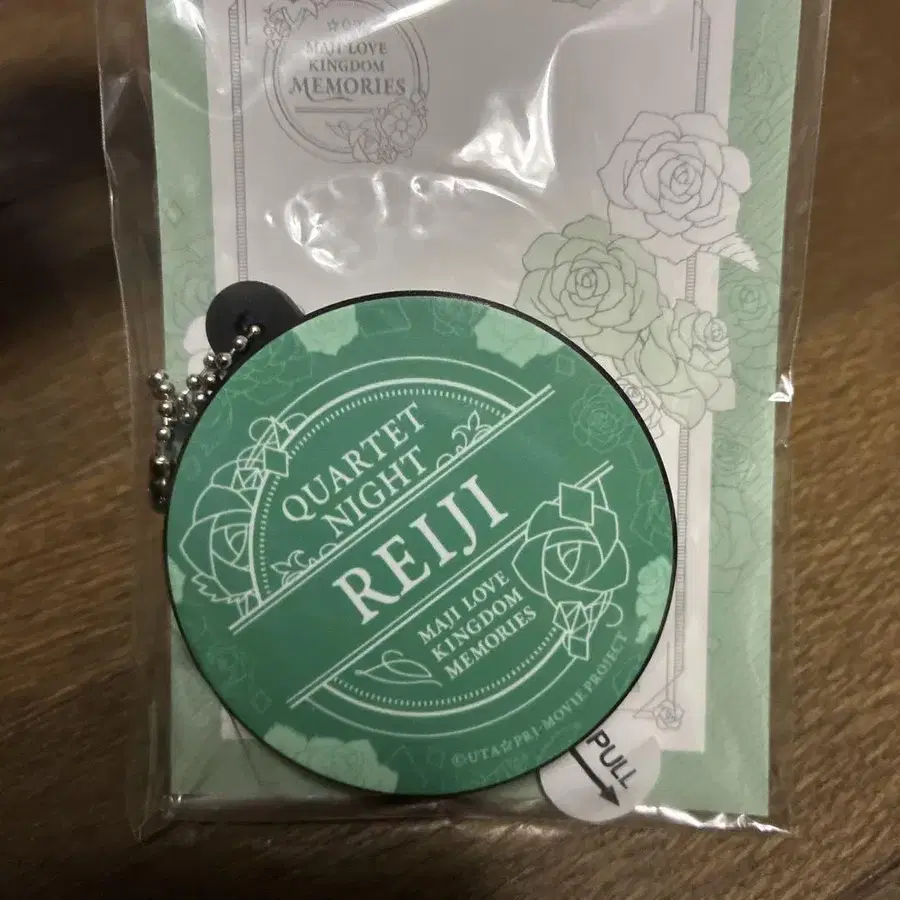 MAJI LOVE
KINGDOM
MEMORIES
QUARTET
NIGHT
REIJI
MAJI LOVE
KINGDOM
MEMORIES
©UTA☆PRI-MOVIE PROJECT
PULL